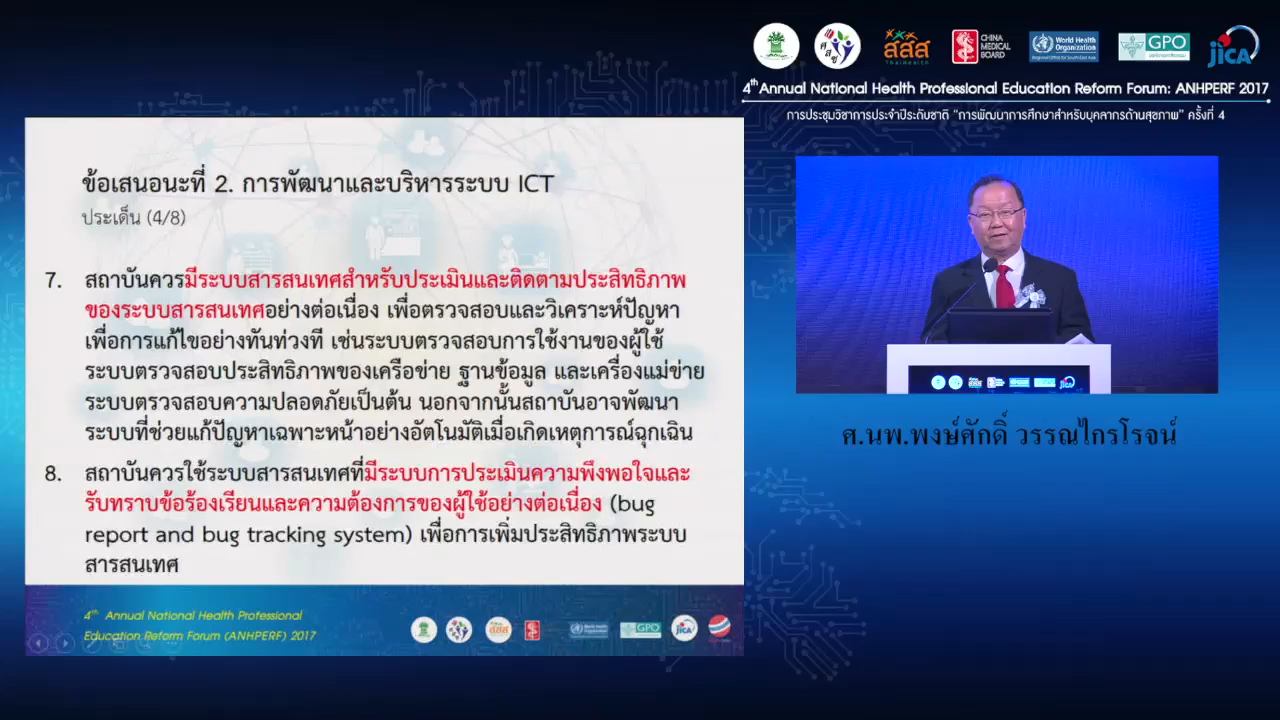 สสส
ThaiHealth
CHINA
MEDICAL
BOARD
World Health
Organization
Regional Office for South-East Asia
GPO
JICA
4th Annual National Health Professional Education Reform Forum: ANHPERF 2017
การประชุมวิชาการประจำปีระดับชาติ "การพัฒนาการศึกษาสำหรับบุคลากรด้านสุขภาพ" ครั้งที่ 4
ข้อเสนอนะที่ 2. การพัฒนาและบริหารระบบ ICT
ประเด็น (4/8)
7. สถาบันควรมีระบบสารสนเทศสำหรับประเมินและติดตามประสิทธิภาพ
ของระบบสารสนเทศอย่างต่อเนื่อง เพื่อตรวจสอบและวิเคราะห์ปัญหา
เพื่อการแก้ไขอย่างทันท่วงที เช่นระบบตรวจสอบการใช้งานของผู้ใช้
ระบบตรวจสอบประสิทธิภาพของเครือข่าย ฐานข้อมูล และเครื่องแม่ข่าย
ระบบตรวจสอบความปลอดภัยเป็นต้น นอกจากนั้นสถาบันอาจพัฒนา
ระบบที่ช่วยแก้ปัญหาเฉพาะหน้าอย่างอัตโนมัติเมื่อเกิดเหตุการณ์ฉุกเฉิน
8. สถาบันควรใช้ระบบสารสนเทศที่มีระบบการประเมินความพึงพอใจและ
รับทราบข้อร้องเรียนและความต้องการของผู้ใช้อย่างต่อเนื่อง (bug
report and bug tracking system) เพื่อการเพิ่มประสิทธิภาพระบบ
สารสนเทศ
ศ.นพ.พงษ์ศักดิ์ วรรณไกรโรจน์
4th Annual National Health Professional
Education Reform Forum (ANHPERF) 2017
สสส
GPO
JICA